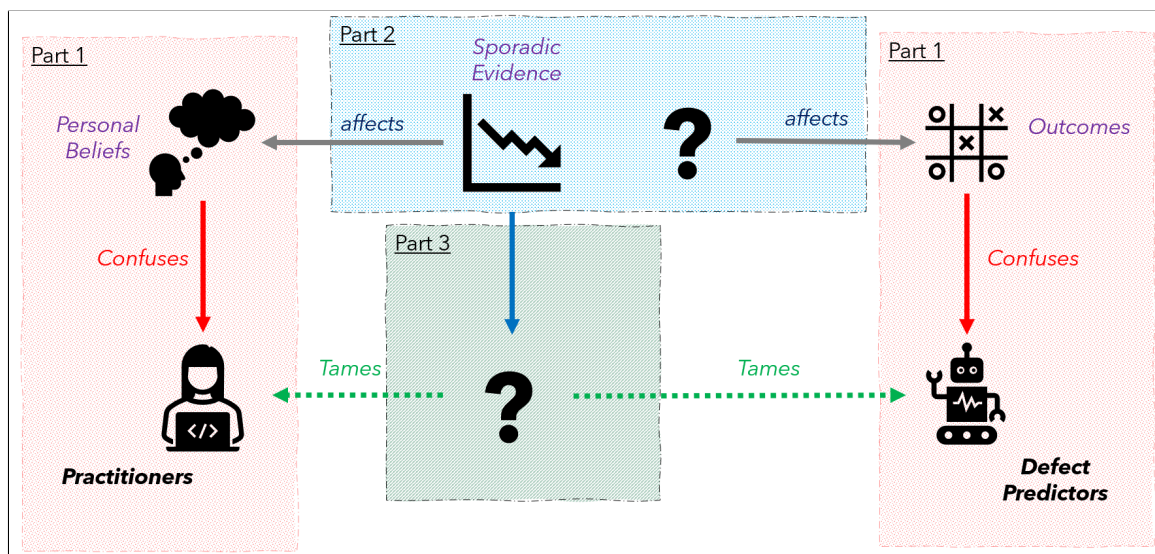 Part 1
Personal
Beliefs
Confuses
</>
Practitioners
Part 2
Sporadic
Evidence
affects
?
affects
Part 3
Tames
?
Tames
Part 1
Outcomes
Confuses
Defect
Predictors